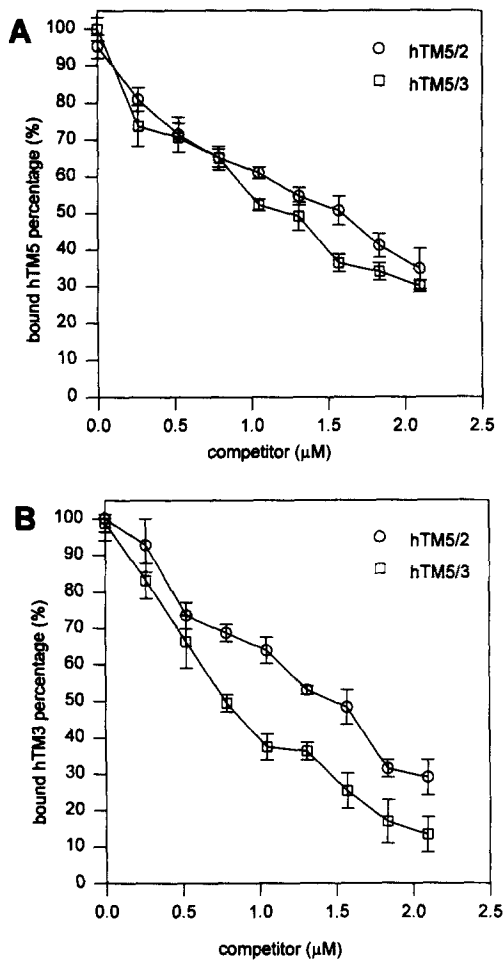 A
hTM5/2
hTM5/3
bound hTM5 percentage (%)
100
90
80
70
60
50
40
30
20
10
0
0.0 0.5 1.0 1.5 2.0 2.5
competitor (μM)
B
hTM5/2
hTM5/3
bound hTM3 percentage (%)
100
90
80
70
60
50
40
30
20
10
0
0.0 0.5 1.0 1.5 2.0 2.5
competitor (μM)